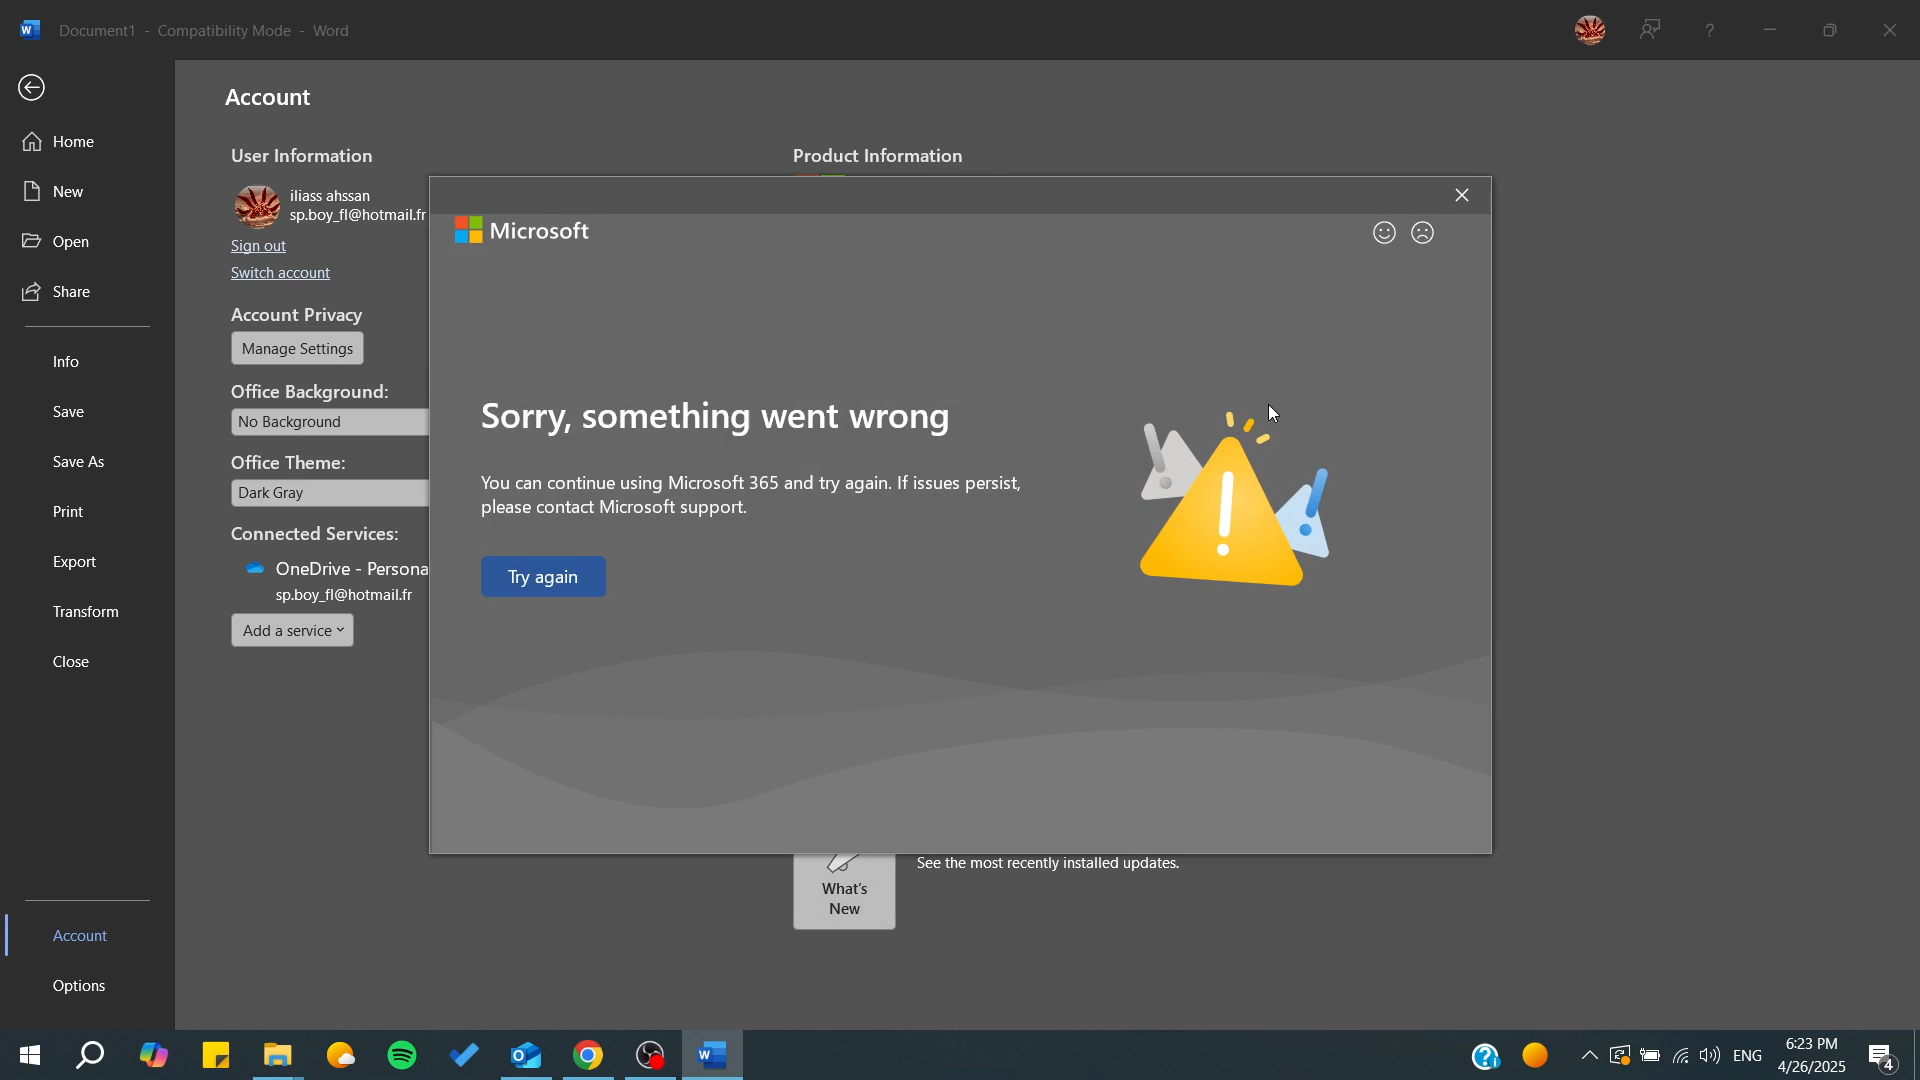 Document1 - Compatibility Mode - Word
?
Account
Home
New
Open
Share
Info
Save
Save As
Print
Export
Transform
Close
Account
Options
User Information
iliass ahssan
sp.boy_fl@hotmail.fr
Sign out
Switch account
Account Privacy
Manage Settings
Office Background:
No Background
Office Theme:
Dark Gray
Connected Services:
OneDrive - Persona
sp.boy_fl@hotmail.fr
Add a service
Product Information
Microsoft
Sorry, something went wrong
You can continue using Microsoft 365 and try again. If issues persist,
please contact Microsoft support.
Try again
What's
New
See the most recently installed updates.
ENG
6:23 PM
4/26/2025
4